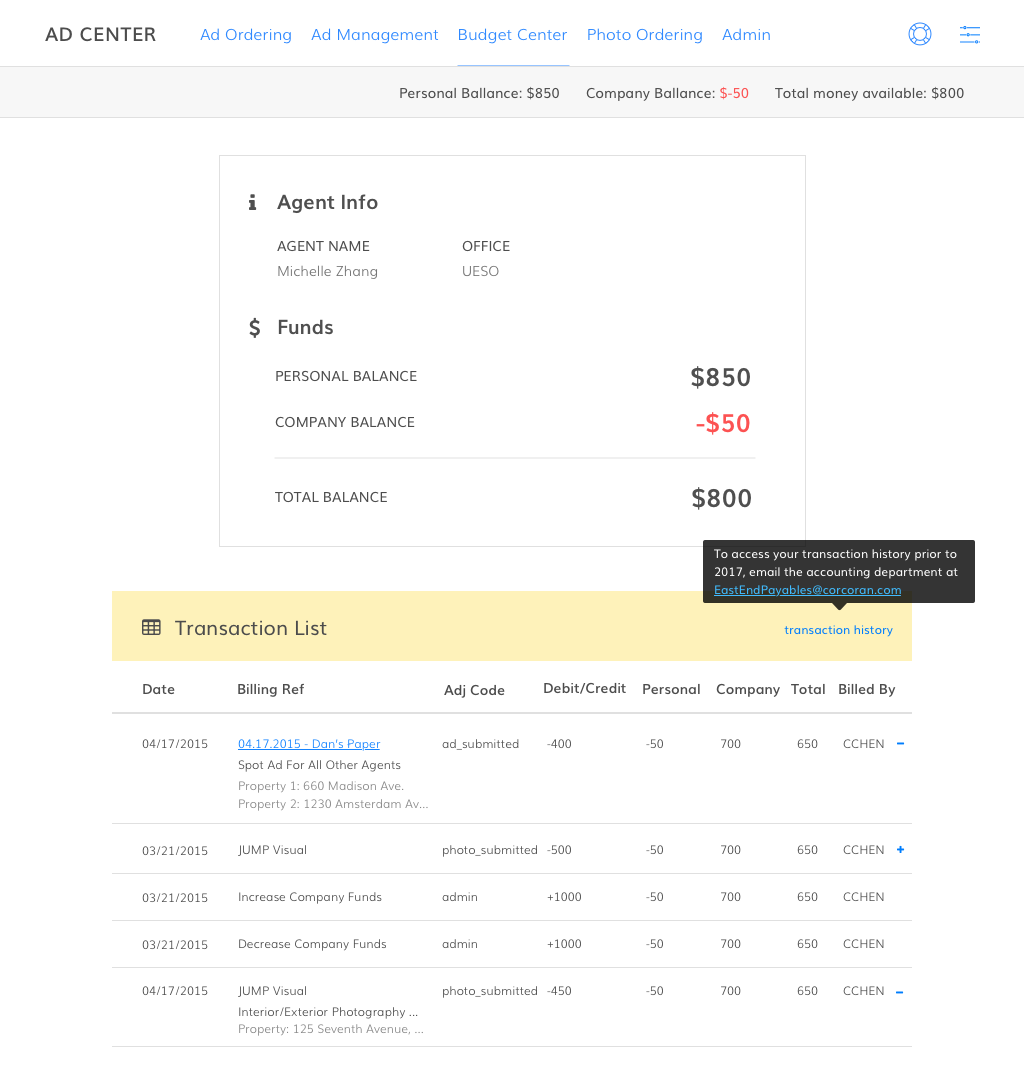 AD CENTER Ad Ordering Ad Management Budget Center Photo Ordering Admin
Personal Ballance: $850 Company Ballance: $-50 Total money available: $800
Agent Info
AGENT NAME OFFICE
Michelle Zhang UESO
$ Funds
PERSONAL BALANCE $850
COMPANY BALANCE -$50
TOTAL BALANCE $800
To access your transaction history prior to
2017, email the accounting department at
EastEndPayables@corcoran.com
Transaction List transaction history
Date Billing Ref Adj Code Debit/Credit Personal Company Total Billed By
04/17/2015 04.17.2015 - Dan's Paper ad_submitted -400 -50 700 650 CCHEN -
Spot Ad For All Other Agents
Property 1: 660 Madison Ave.
Property 2: 1230 Amsterdam Av...
03/21/2015 JUMP Visual photo_submitted -500 -50 700 650 CCHEN +
03/21/2015 Increase Company Funds admin +1000 -50 700 650 CCHEN
03/21/2015 Decrease Company Funds admin +1000 -50 700 650 CCHEN
04/17/2015 JUMP Visual photo_submitted -450 -50 700 650 CCHEN -
Interior/Exterior Photography ...
Property: 125 Seventh Avenue, ...